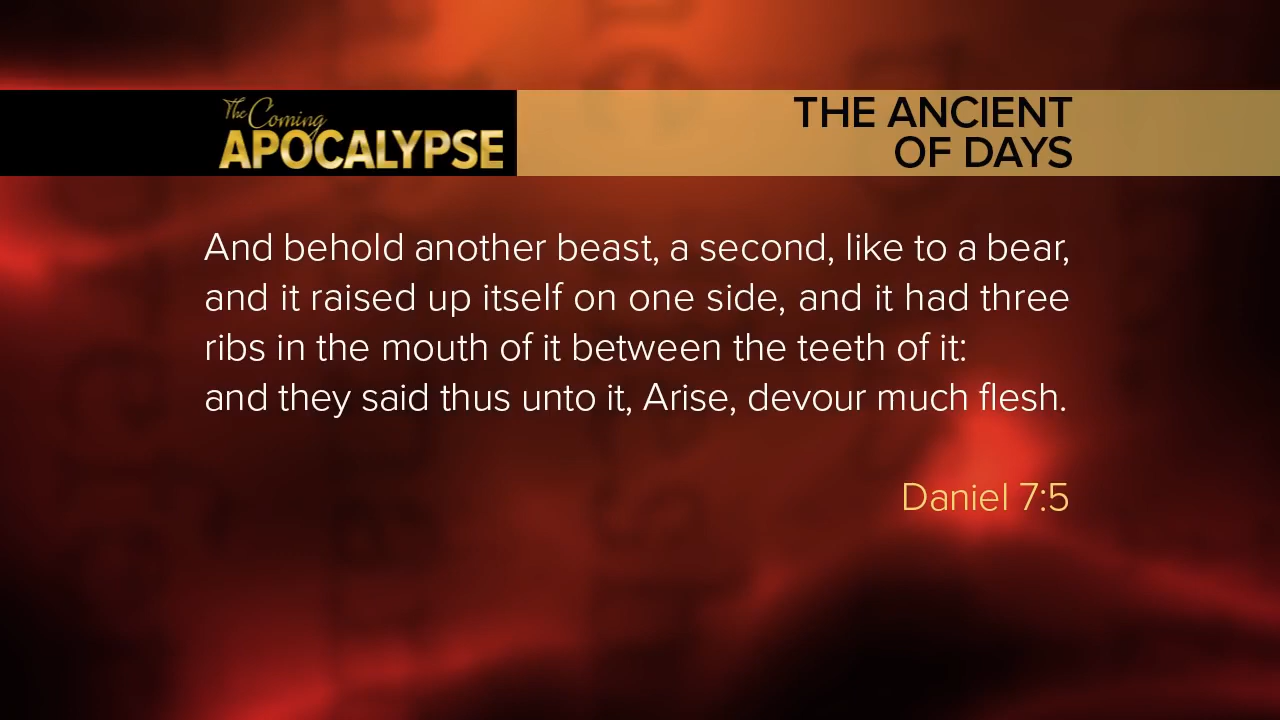 The Coming
APOCALYPSE
THE ANCIENT
OF DAYS
And behold another beast, a second, like to a bear,
and it raised up itself on one side, and it had three
ribs in the mouth of it between the teeth of it:
and they said thus unto it, Arise, devour much flesh.
Daniel 7:5